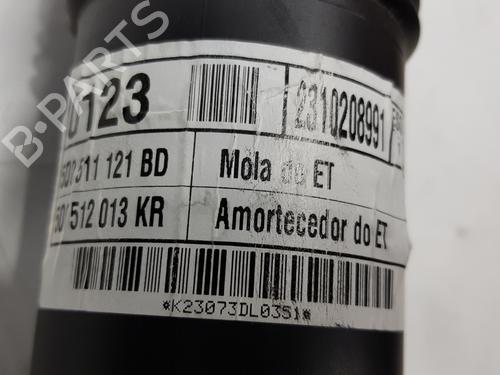 B-PARTS
0123
2310208991
5Q0 511 121 BD Mola do ET
5Q0 512 013 KR Amortecedor do ET
*K23073DL0351*